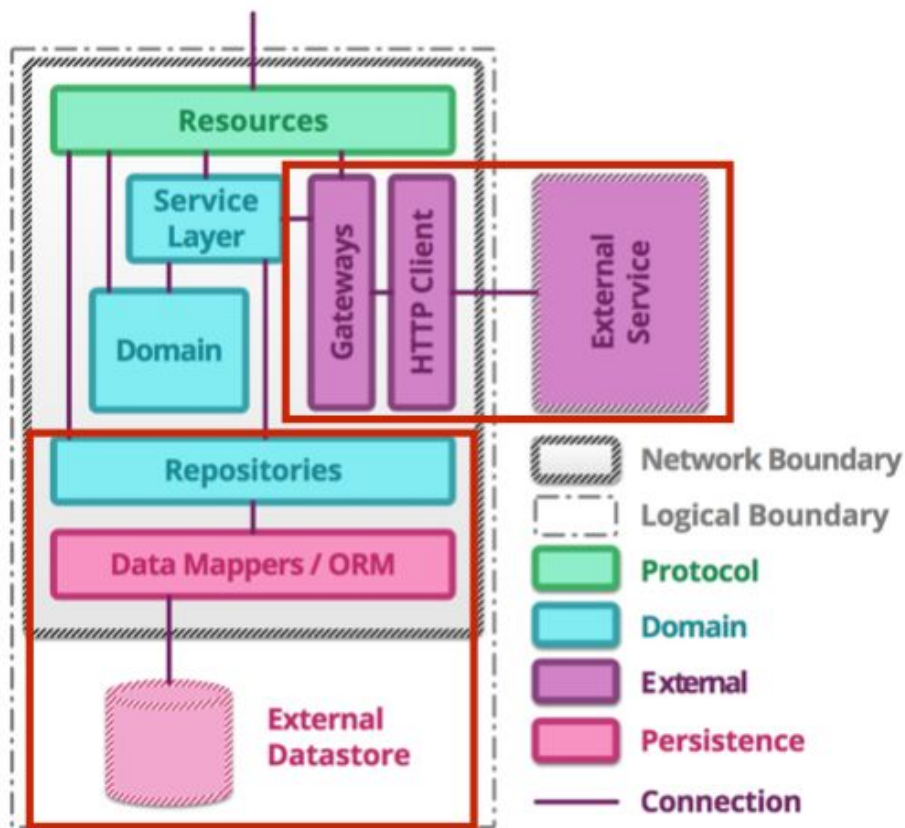 Resources
Service
Layer
Gateways
HTTP Client
External
Service
Domain
Repositories
Data Mappers / ORM
External
Datastore
Network Boundary
Logical Boundary
Protocol
Domain
External
Persistence
Connection